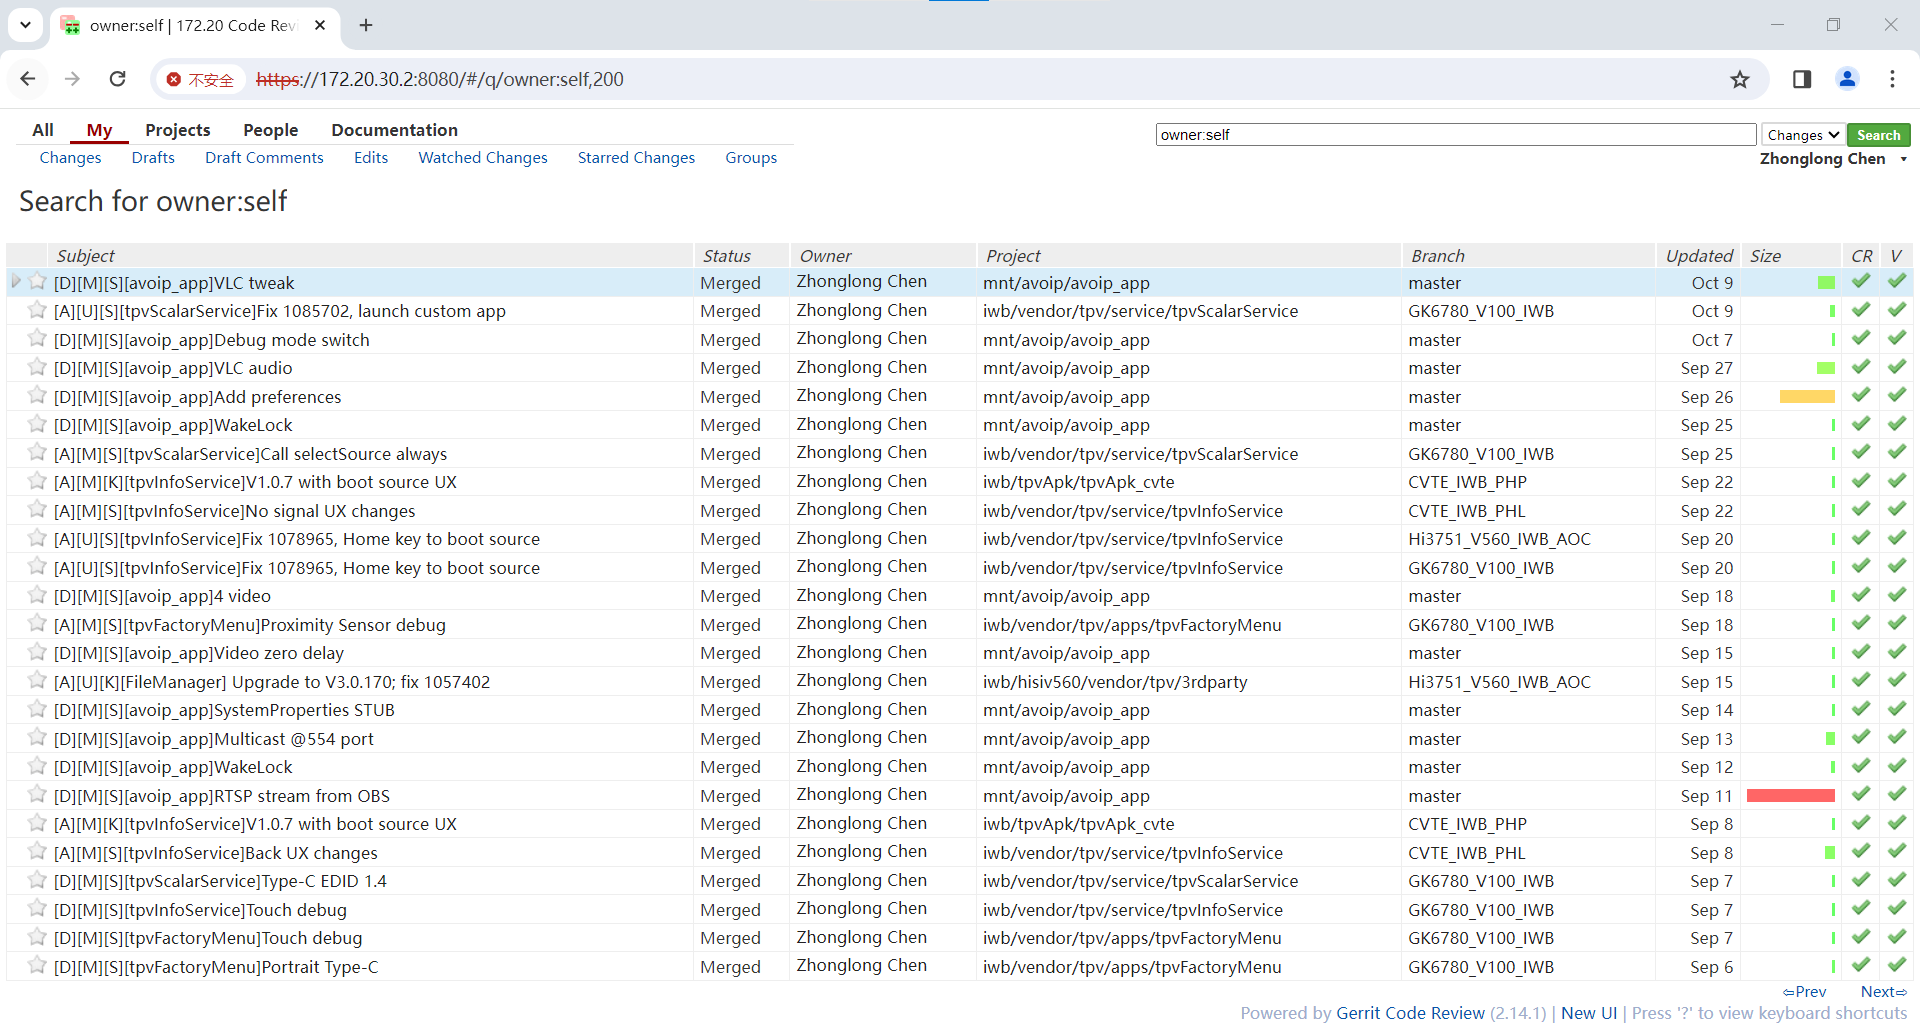 owner:self | 172.20 Code Rev
不安全 https://172.20.30.2:8080/#/q/owner:self,200
All My Projects People Documentation
owner:self Changes Search
Changes Drafts Draft Comments Edits Watched Changes Starred Changes Groups
Zhonglong Chen
Search for owner:self
Subject Status Owner Project Branch Updated Size CR V
[D][M][S][avoip_app]VLC tweak Merged Zhonglong Chen mnt/avoip/avoip_app master Oct 9
[A][U][S][tpvScalarService]Fix 1085702, launch custom app Merged Zhonglong Chen iwb/vendor/tpv/service/tpvScalarService GK6780_V100_IWB Oct 9
[D][M][S][avoip_app]Debug mode switch Merged Zhonglong Chen mnt/avoip/avoip_app master Oct 7
[D][M][S][avoip_app]VLC audio Merged Zhonglong Chen mnt/avoip/avoip_app master Sep 27
[D][M][S][avoip_app]Add preferences Merged Zhonglong Chen mnt/avoip/avoip_app master Sep 26
[D][M][S][avoip_app]WakeLock Merged Zhonglong Chen mnt/avoip/avoip_app master Sep 25
[A][M][S][tpvScalarService]Call selectSource always Merged Zhonglong Chen iwb/vendor/tpv/service/tpvScalarService GK6780_V100_IWB Sep 25
[A][M][K][tpvInfoService]V1.0.7 with boot source UX Merged Zhonglong Chen iwb/tpvApk/tpvApk_cvte CVTE_IWB_PHP Sep 22
[A][M][S][tpvInfoService]No signal UX changes Merged Zhonglong Chen iwb/vendor/tpv/service/tpvInfoService CVTE_IWB_PHL Sep 22
[A][U][S][tpvInfoService]Fix 1078965, Home key to boot source Merged Zhonglong Chen iwb/vendor/tpv/service/tpvInfoService Hi3751_V560_IWB_AOC Sep 20
[A][U][S][tpvInfoService]Fix 1078965, Home key to boot source Merged Zhonglong Chen iwb/vendor/tpv/service/tpvInfoService GK6780_V100_IWB Sep 20
[D][M][S][avoip_app]4 video Merged Zhonglong Chen mnt/avoip/avoip_app master Sep 18
[A][M][S][tpvFactoryMenu]Proximity Sensor debug Merged Zhonglong Chen iwb/vendor/tpv/apps/tpvFactoryMenu GK6780_V100_IWB Sep 18
[D][M][S][avoip_app]Video zero delay Merged Zhonglong Chen mnt/avoip/avoip_app master Sep 15
[A][U][K][FileManager] Upgrade to V3.0.170; fix 1057402 Merged Zhonglong Chen iwb/hisiv560/vendor/tpv/3rdparty Hi3751_V560_IWB_AOC Sep 15
[D][M][S][avoip_app]SystemProperties STUB Merged Zhonglong Chen mnt/avoip/avoip_app master Sep 14
[D][M][S][avoip_app]Multicast @554 port Merged Zhonglong Chen mnt/avoip/avoip_app master Sep 13
[D][M][S][avoip_app]WakeLock Merged Zhonglong Chen mnt/avoip/avoip_app master Sep 12
[D][M][S][avoip_app]RTSP stream from OBS Merged Zhonglong Chen mnt/avoip/avoip_app master Sep 11
[A][M][K][tpvInfoService]V1.0.7 with boot source UX Merged Zhonglong Chen iwb/tpvApk/tpvApk_cvte CVTE_IWB_PHP Sep 8
[A][M][S][tpvInfoService]Back UX changes Merged Zhonglong Chen iwb/vendor/tpv/service/tpvInfoService CVTE_IWB_PHL Sep 8
[D][M][S][tpvScalarService]Type-C EDID 1.4 Merged Zhonglong Chen iwb/vendor/tpv/service/tpvScalarService GK6780_V100_IWB Sep 7
[D][M][S][tpvInfoService]Touch debug Merged Zhonglong Chen iwb/vendor/tpv/service/tpvInfoService GK6780_V100_IWB Sep 7
[D][M][S][tpvFactoryMenu]Touch debug Merged Zhonglong Chen iwb/vendor/tpv/apps/tpvFactoryMenu GK6780_V100_IWB Sep 7
[D][M][S][tpvFactoryMenu]Portrait Type-C Merged Zhonglong Chen iwb/vendor/tpv/apps/tpvFactoryMenu GK6780_V100_IWB Sep 6
⇦Prev Next⇨
Powered by Gerrit Code Review (2.14.1) | New UI | Press '?' to view keyboard shortcuts